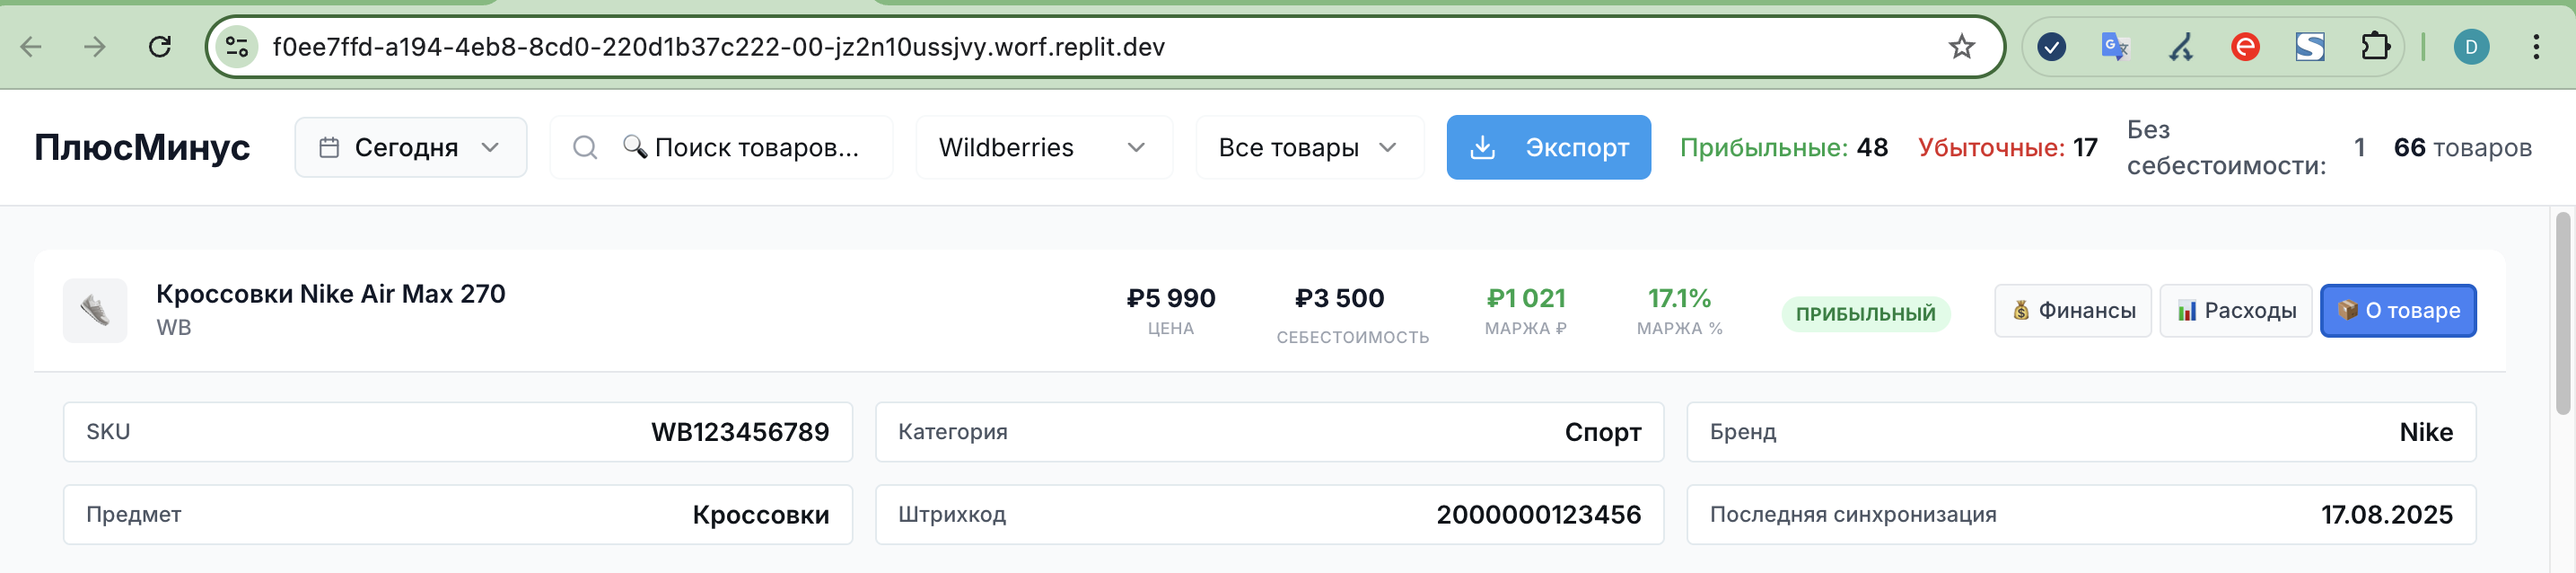 f0ee7ffd-a194-4eb8-8cd0-220d1b37c222-00-jz2n10ussjvy.worf.replit.dev
D
ПлюсМинус
Сегодня
🔍 Поиск товаров...
Wildberries
Все товары
Экспорт
Прибыльные: 48
Убыточные: 17
Без
себестоимости:
1
66 товаров
Кроссовки Nike Air Max 270
WB
₽5 990
ЦЕНА
₽3 500
СЕБЕСТОИМОСТЬ
₽1 021
МАРЖА ₽
17.1%
МАРЖА %
ПРИБЫЛЬНЫЙ
💰 Финансы
📊 Расходы
📦 О товаре
SKU WB123456789
Категория Спорт
Бренд Nike
Предмет Кроссовки
Штрихкод 2000000123456
Последняя синхронизация 17.08.2025